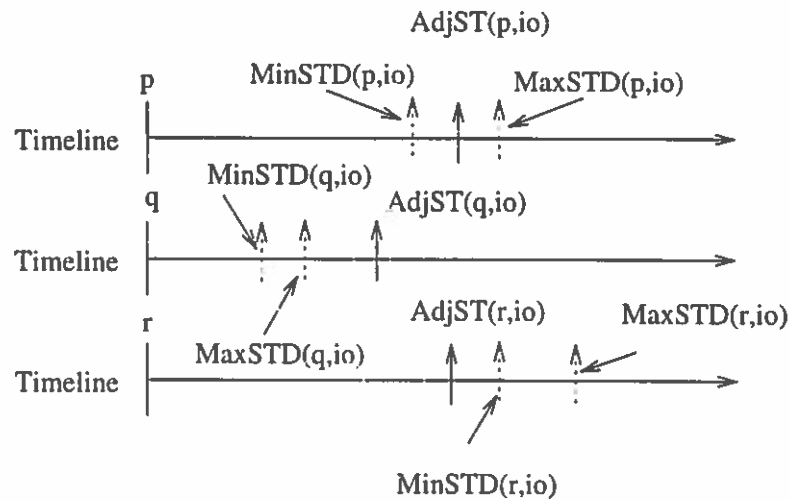 AdjST(p,io)
MinSTD(p,io)
MaxSTD(p,io)
p
Timeline
MinSTD(q,io)
q
AdjST(q,io)
Timeline
r
AdjST(r,io)
MaxSTD(r,io)
MaxSTD(q,io)
Timeline
MinSTD(r,io)